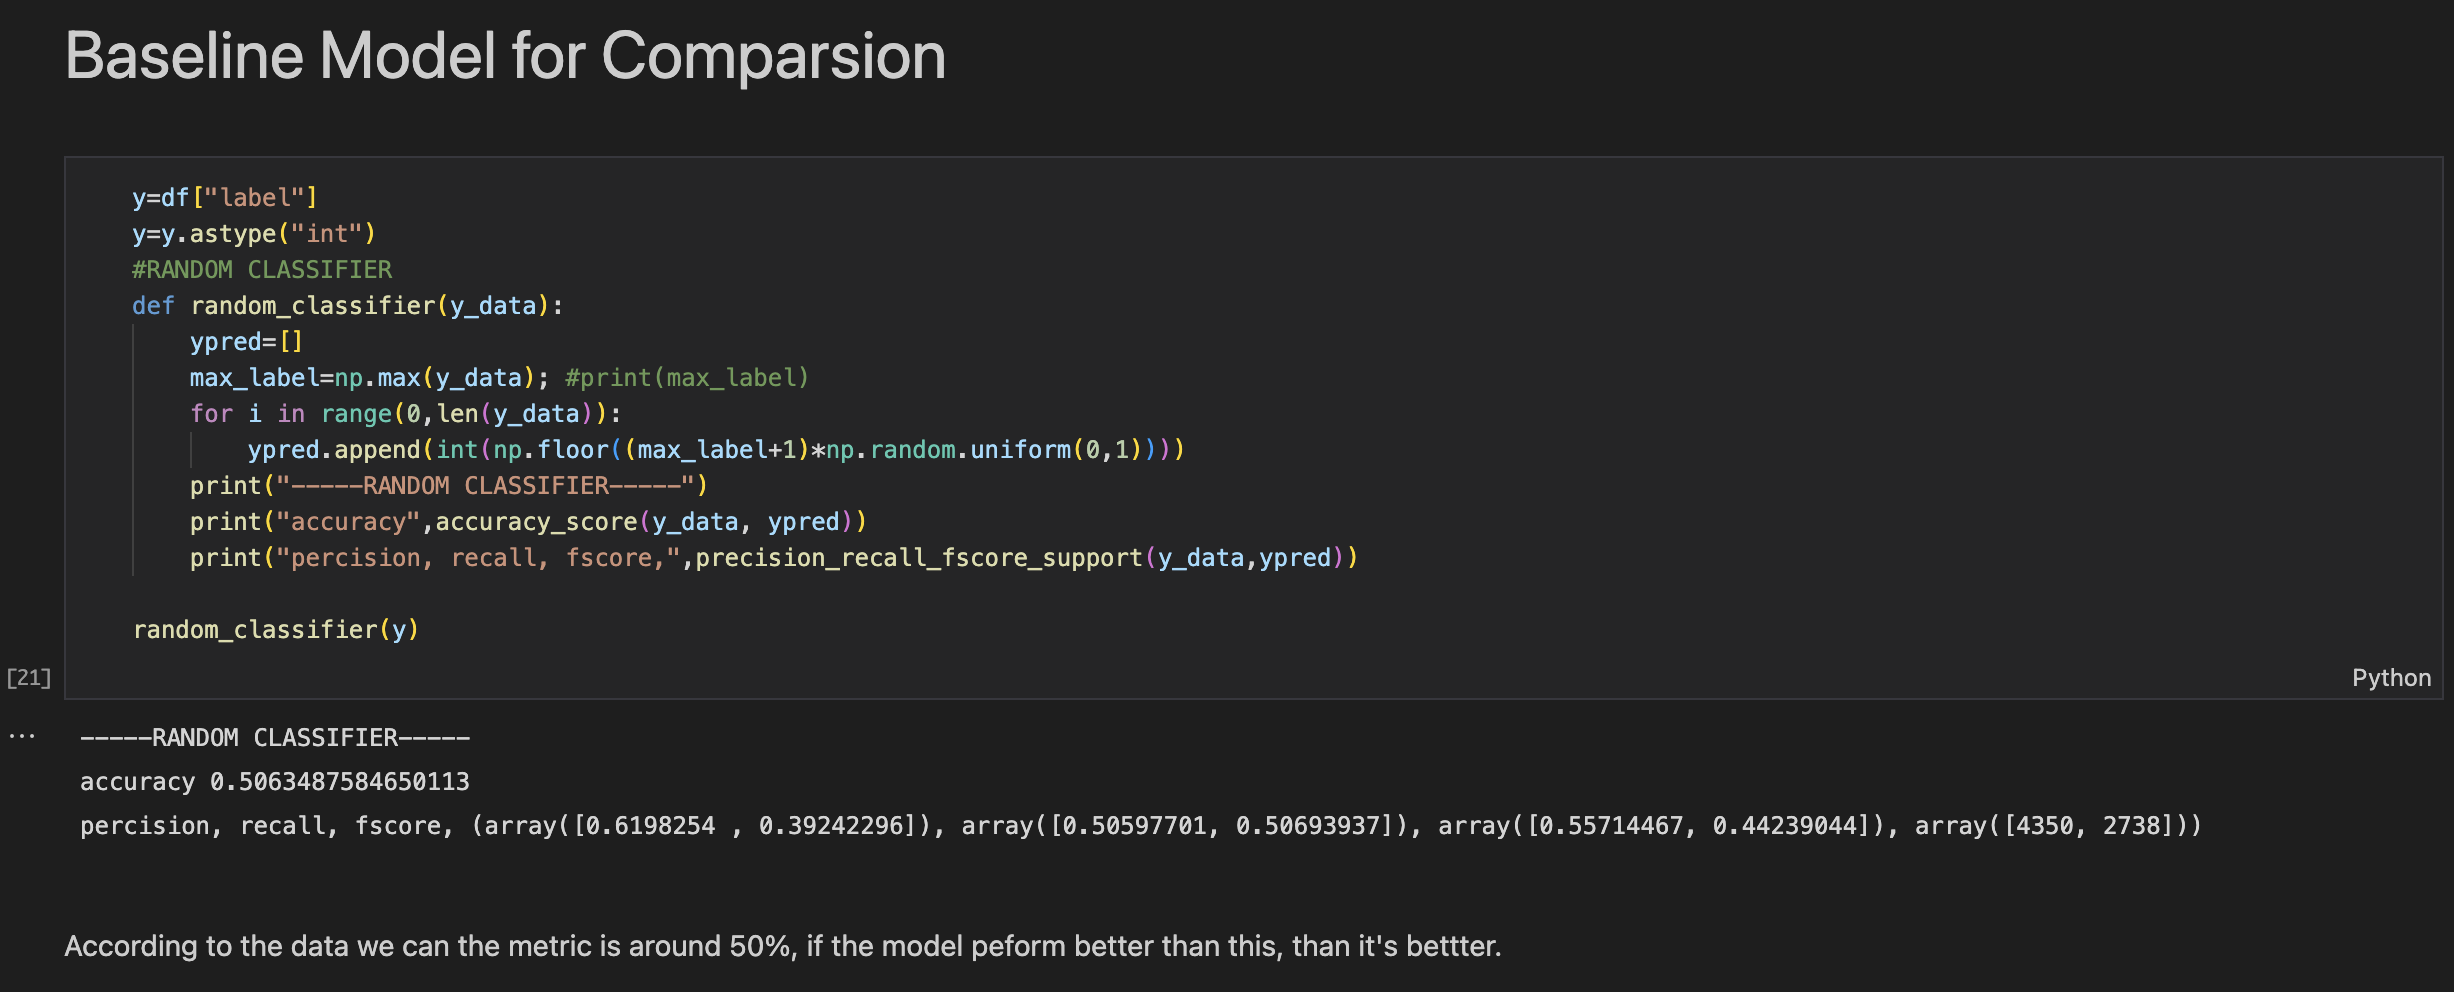 Baseline Model for Comparsion
y=df["label"]
y=y.astype("int")
#RANDOM CLASSIFIER
def random_classifier(y_data):
    ypred=[]
    max_label=np.max(y_data); #print(max_label)
    for i in range(0,len(y_data)):
        ypred.append(int(np.floor((max_label+1)*np.random.uniform(0,1))))
    print("-----RANDOM CLASSIFIER-----")
    print("accuracy",accuracy_score(y_data, ypred))
    print("percision, recall, fscore,",precision_recall_fscore_support(y_data,ypred))
random_classifier(y)
[21]
Python
...
-----RANDOM CLASSIFIER-----
accuracy 0.5063487584650113
percision, recall, fscore, (array([0.6198254 , 0.39242296]), array([0.50597701, 0.50693937]), array([0.55714467, 0.44239044]), array([4350, 2738]))
According to the data we can the metric is around 50%, if the model peform better than this, than it's bettter.